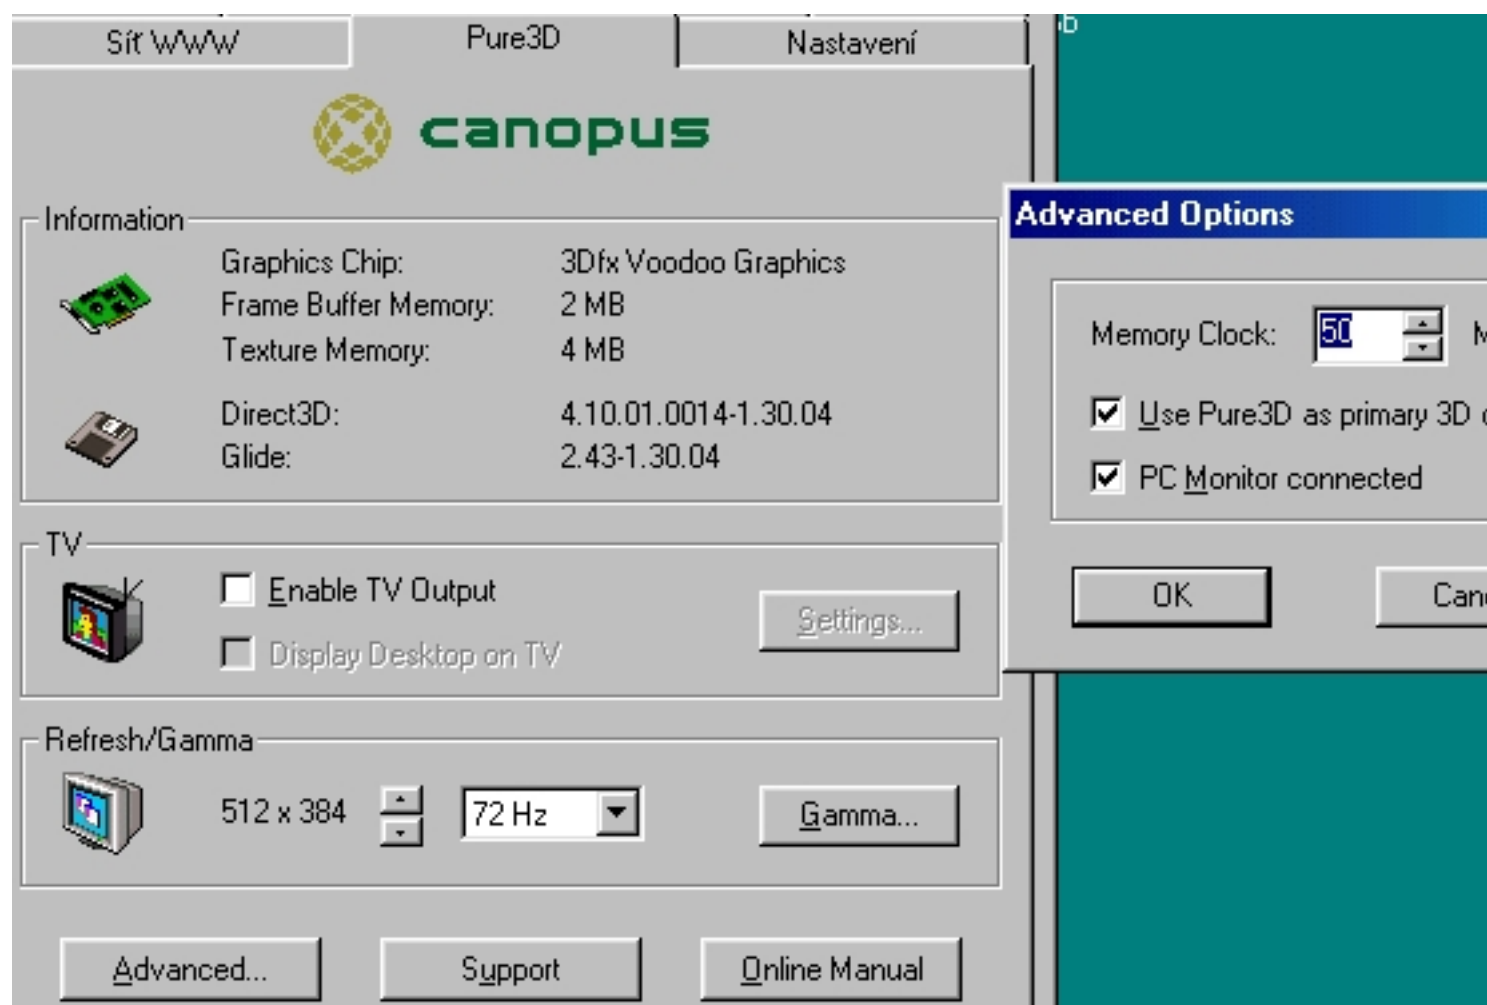 Síť WWW
Pure3D
Nastavení
canopus
Information
Graphics Chip: 3Dfx Voodoo Graphics
Frame Buffer Memory: 2 MB
Texture Memory: 4 MB
Direct3D: 4.10.01.0014-1.30.04
Glide: 2.43-1.30.04
TV
Enable TV Output
Display Desktop on TV
Settings...
Refresh/Gamma
512 x 384
72 Hz
Gamma...
Advanced...
Support
Online Manual
Advanced Options
Memory Clock: 50
Use Pure3D as primary 3D
PC Monitor connected
OK